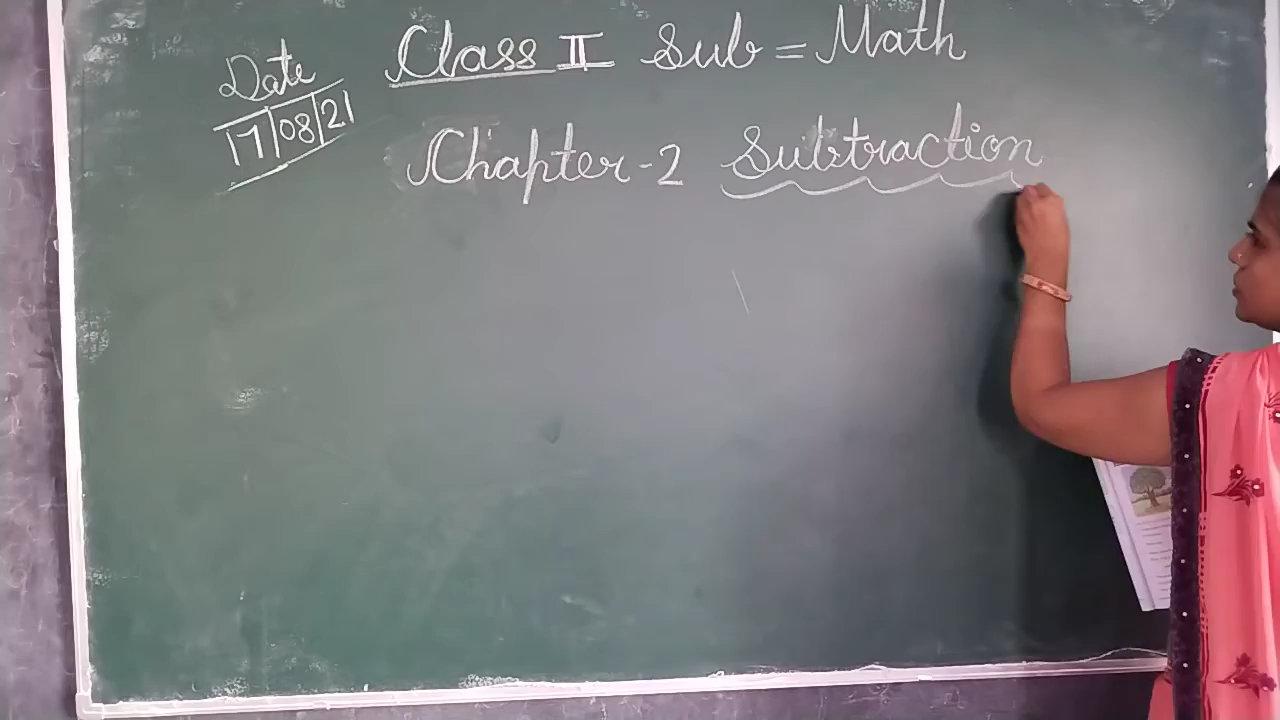 Date
17/08/21
Class II Sub = Math
Chapter-2 Subtraction